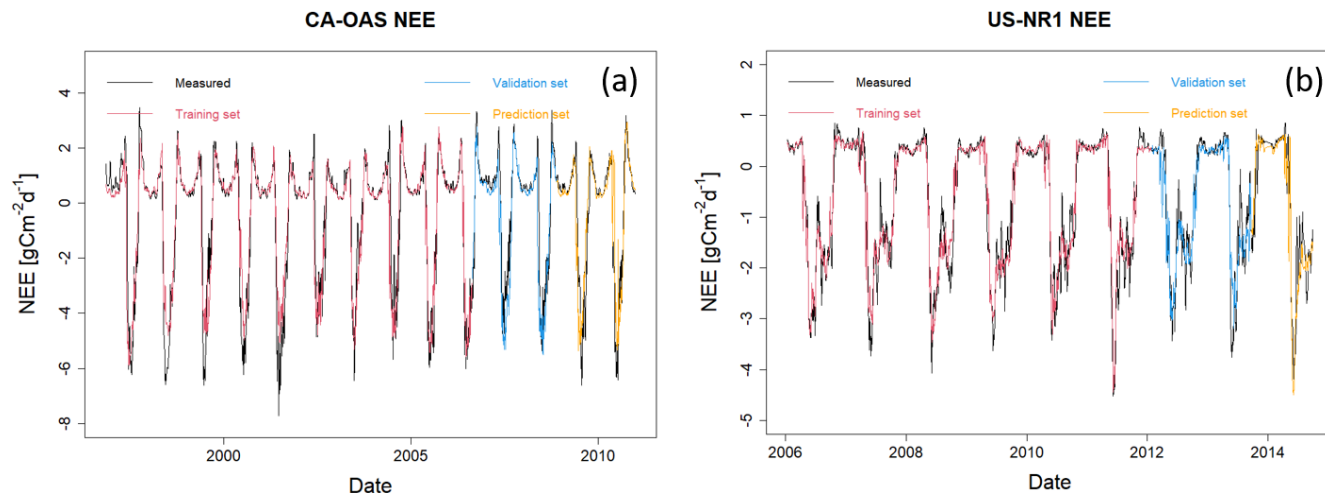 CA-OAS NEE
(a)
Measured
Validation set
Training set
Prediction set
4
2
0
-2
-4
-6
-8
NEE [gCm-2d-1]
2000
2005
2010
Date
US-NR1 NEE
(b)
Measured
Validation set
Training set
Prediction set
2
1
0
-1
-2
-3
-4
-5
NEE [gCm-2d-1]
2006
2008
2010
2012
2014
Date